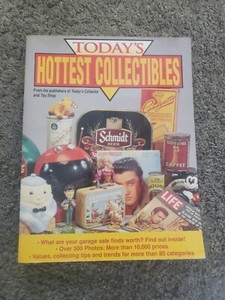 TODAY'S
HOTTEST COLLECTIBLES
From the publishers of Today's Collector
and Toy Shop
Schmidt
LIFE
COFFEE
• What are your garage sale finds worth? Find out inside!
• Over 500 Photos; More than 10,000 prices
• Values, collecting tips and trends for more than 85 categories